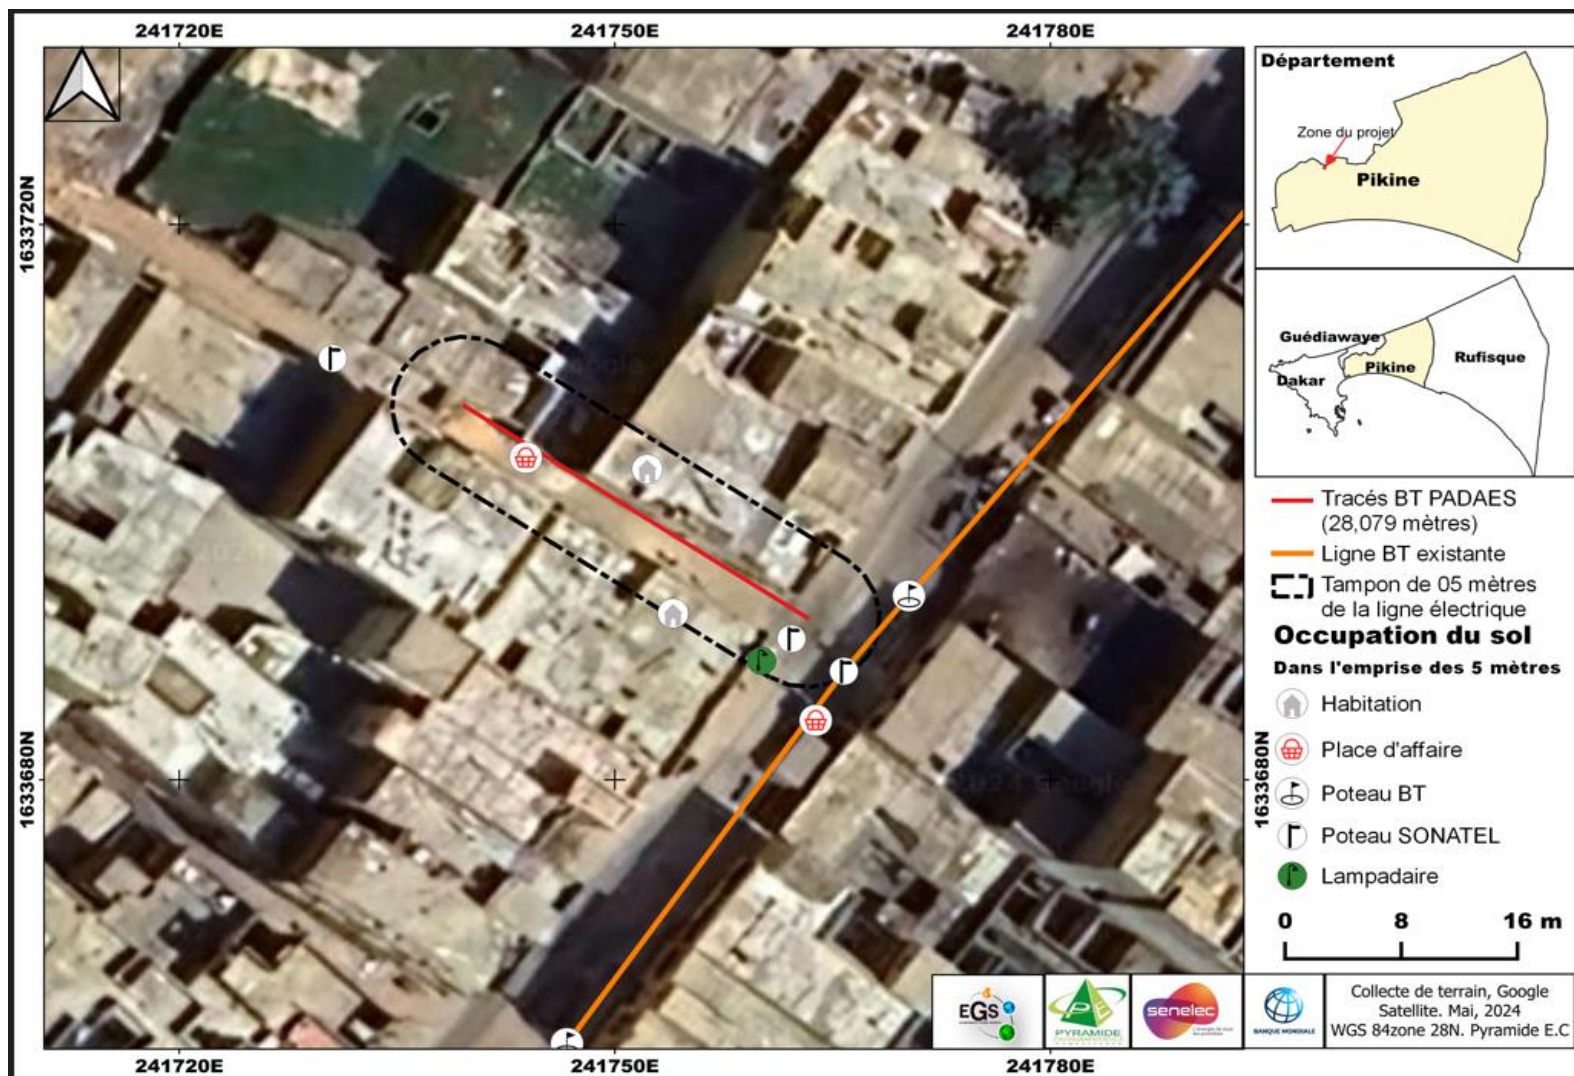 241720E
241750E
241780E
1633720N
1633680N
1633680N
241720E
241750E
241780E
Département
Zone du projet
Pikine
Guédiawaye
Dakar
Pikine
Rufisque
Tracés BT PADAES
(28,079 mètres)
Ligne BT existante
Tampon de 05 mètres
de la ligne électrique
Occupation du sol
Dans l'emprise des 5 mètres
Habitation
Place d'affaire
Poteau BT
Poteau SONATEL
Lampadaire
0 8 16 m
EGS
PE
PYRAMIDE
senelec
BANQUE MONDIALE
Collecte de terrain, Google
Satellite. Mai, 2024
WGS 84zone 28N. Pyramide E.C